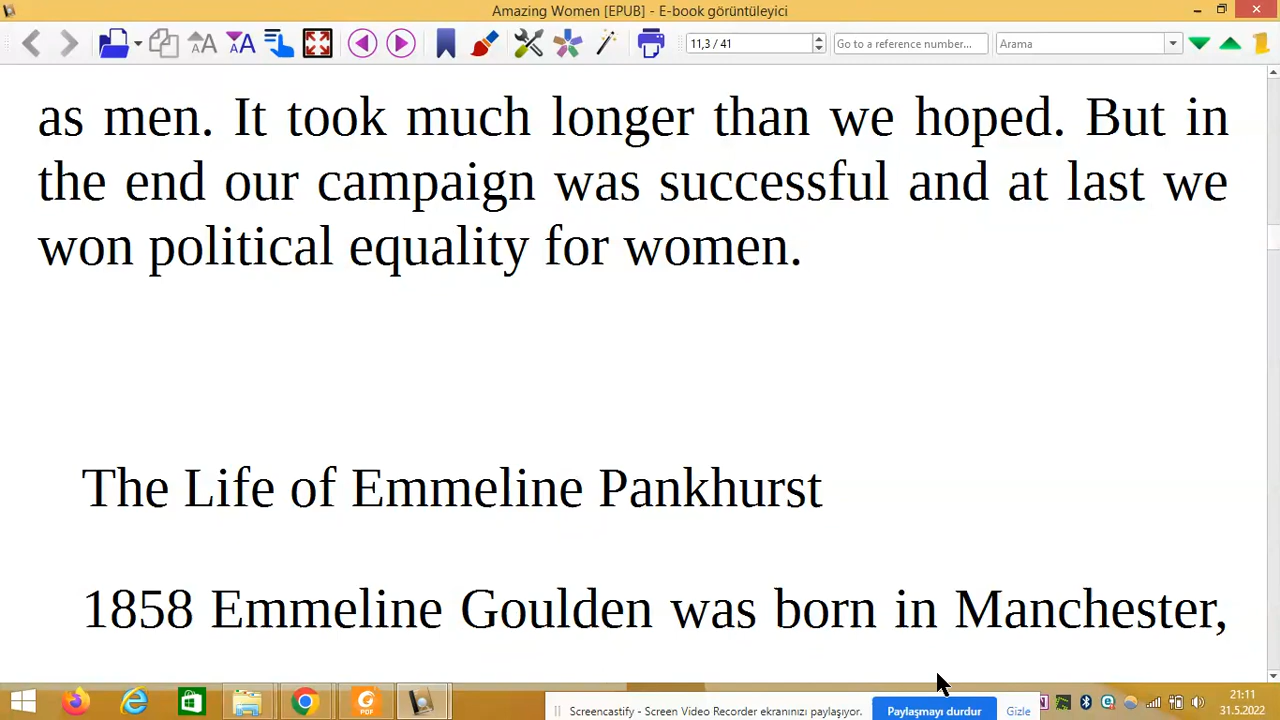 Amazing Women [EPUB] - E-book görüntüleyici
11,3 / 41
Go to a reference number...
Arama
as men. It took much longer than we hoped. But in
the end our campaign was successful and at last we
won political equality for women.
The Life of Emmeline Pankhurst
1858 Emmeline Goulden was born in Manchester,
Screencastify - Screen Video Recorder ekranınızı paylaşıyor.
Paylaşmayı durdur
Gizle
21:11
31.5.2022